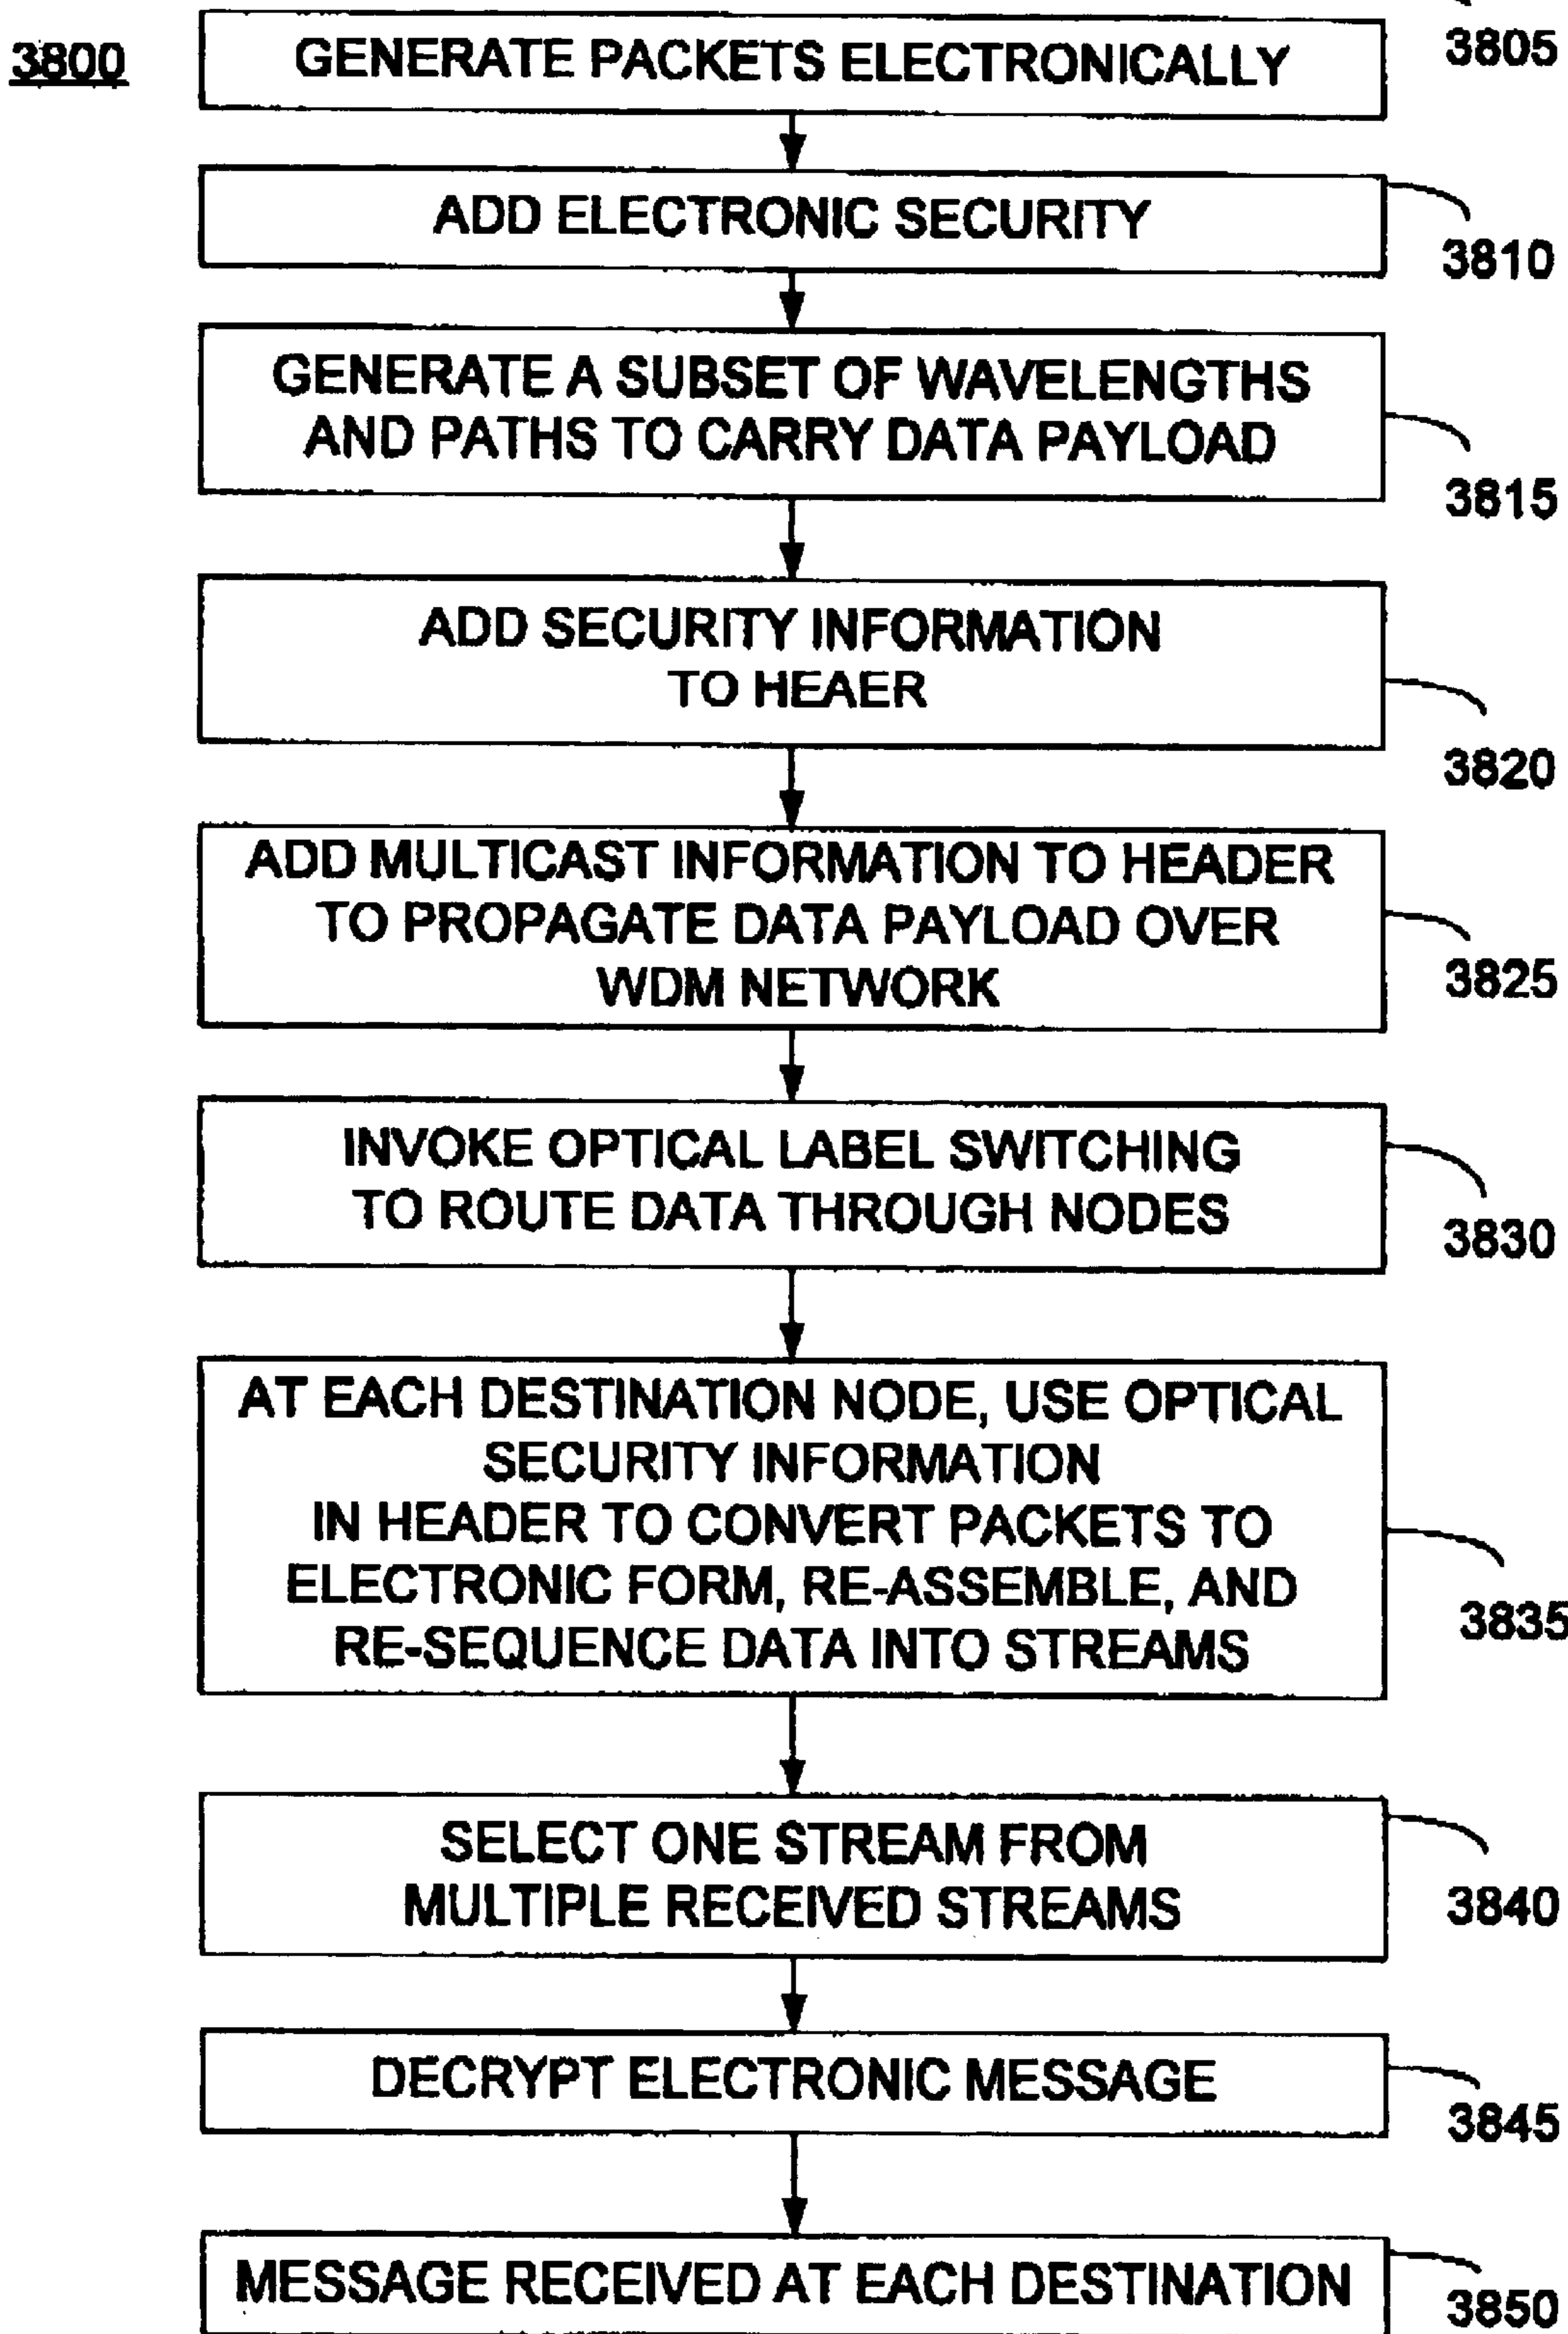 3800
GENERATE PACKETS ELECTRONICALLY
3805
ADD ELECTRONIC SECURITY
3810
GENERATE A SUBSET OF WAVELENGTHS
AND PATHS TO CARRY DATA PAYLOAD
3815
ADD SECURITY INFORMATION
TO HEAER
3820
ADD MULTICAST INFORMATION TO HEADER
TO PROPAGATE DATA PAYLOAD OVER
WDM NETWORK
3825
INVOKE OPTICAL LABEL SWITCHING
TO ROUTE DATA THROUGH NODES
3830
AT EACH DESTINATION NODE, USE OPTICAL
SECURITY INFORMATION
IN HEADER TO CONVERT PACKETS TO
ELECTRONIC FORM, RE-ASSEMBLE, AND
RE-SEQUENCE DATA INTO STREAMS
3835
SELECT ONE STREAM FROM
MULTIPLE RECEIVED STREAMS
3840
DECRYPT ELECTRONIC MESSAGE
3845
MESSAGE RECEIVED AT EACH DESTINATION
3850